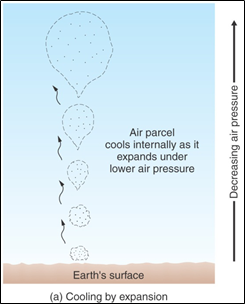 Air parcel
cools internally as it
expands under
lower air pressure
Decreasing air pressure
Earth's surface
(a) Cooling by expansion